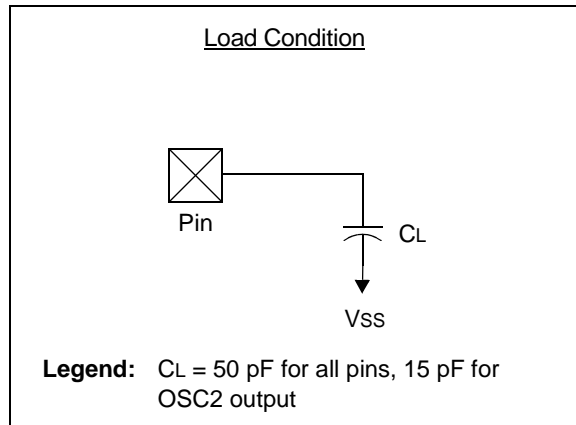 Load Condition
Pin
CL
VSS
Legend: CL = 50 pF for all pins, 15 pF for
OSC2 output